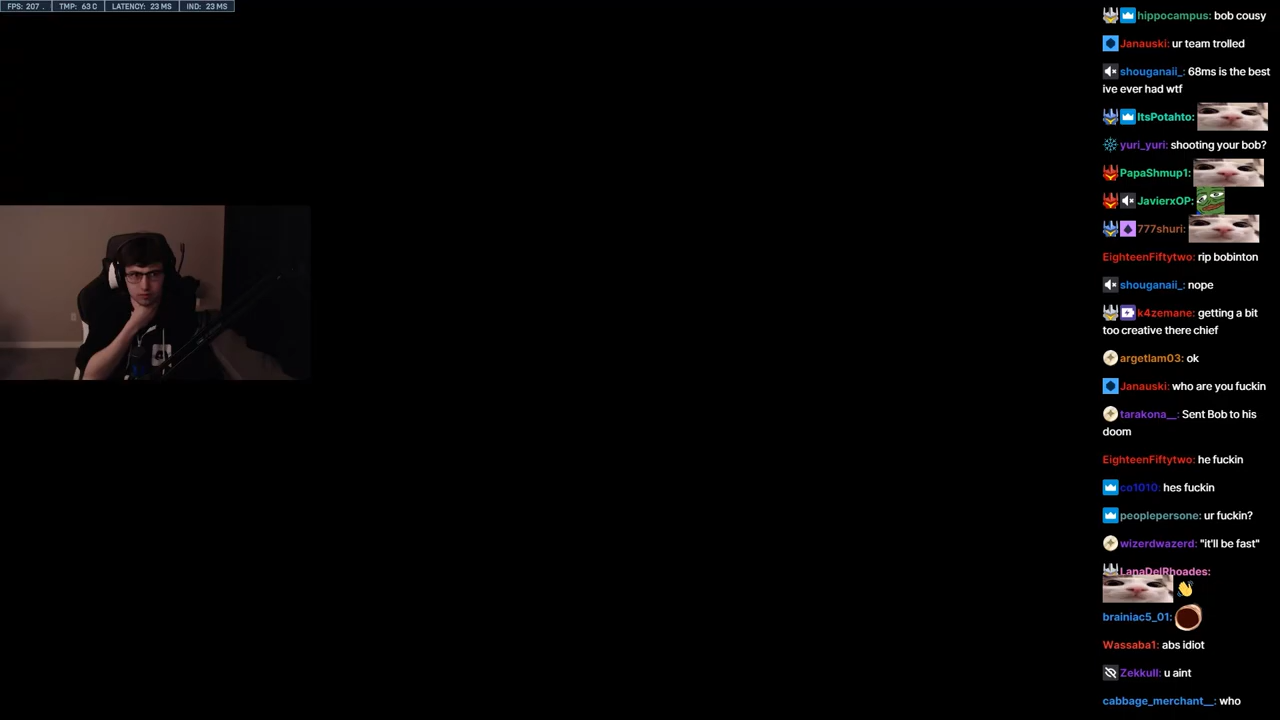 FPS: 207 .
TMP: 63 C
LATENCY: 23 MS
IND: 23 MS
hippocampus: bob cousy
Janauski: ur team trolled
shouganaii_: 68ms is the best
ive ever had wtf
ItsPotahto:
yuri_yuri: shooting your bob?
PapaShmup1:
JavierxOP:
777shuri:
EighteenFiftytwo: rip bobinton
shouganaii_: nope
k4zemane: getting a bit
too creative there chief
argetlam03: ok
Janauski: who are you fuckin
tarakona__: Sent Bob to his
doom
EighteenFiftytwo: he fuckin
co1010: hes fuckin
peoplepersone: ur fuckin?
wizerdwazerd: "it'll be fast"
LanaDelRhoades:
brainiac5_01:
Wassaba1: abs idiot
Zekkull: u aint
cabbage_merchant__: who